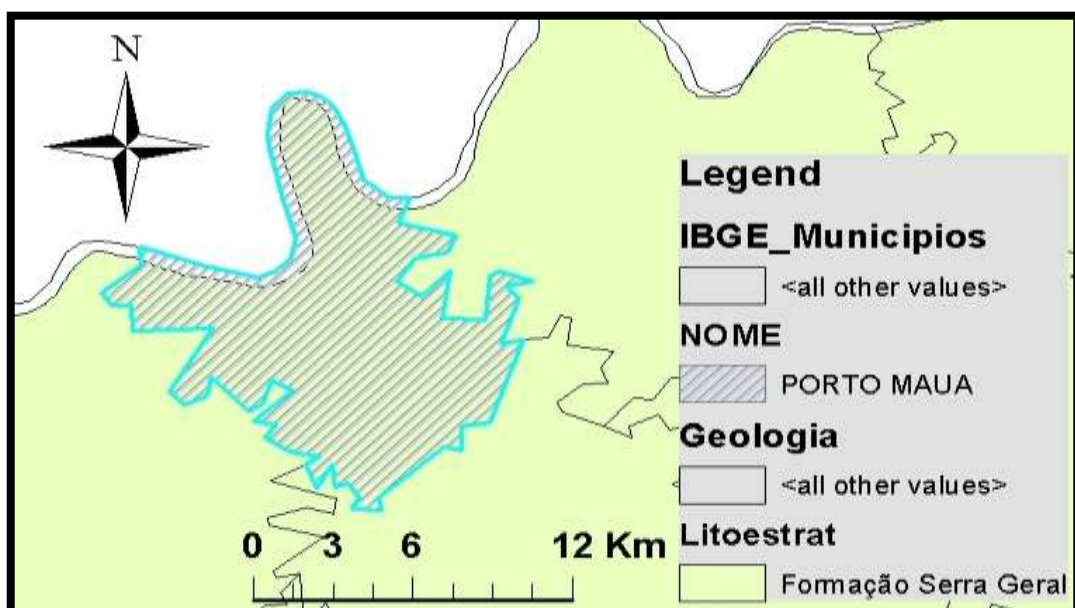 N
Legend
IBGE_Municipios
<all other values>
NOME
PORTO MAUA
Geologia
<all other values>
Litoestrat
Formação Serra Geral
0 3 6 12 Km